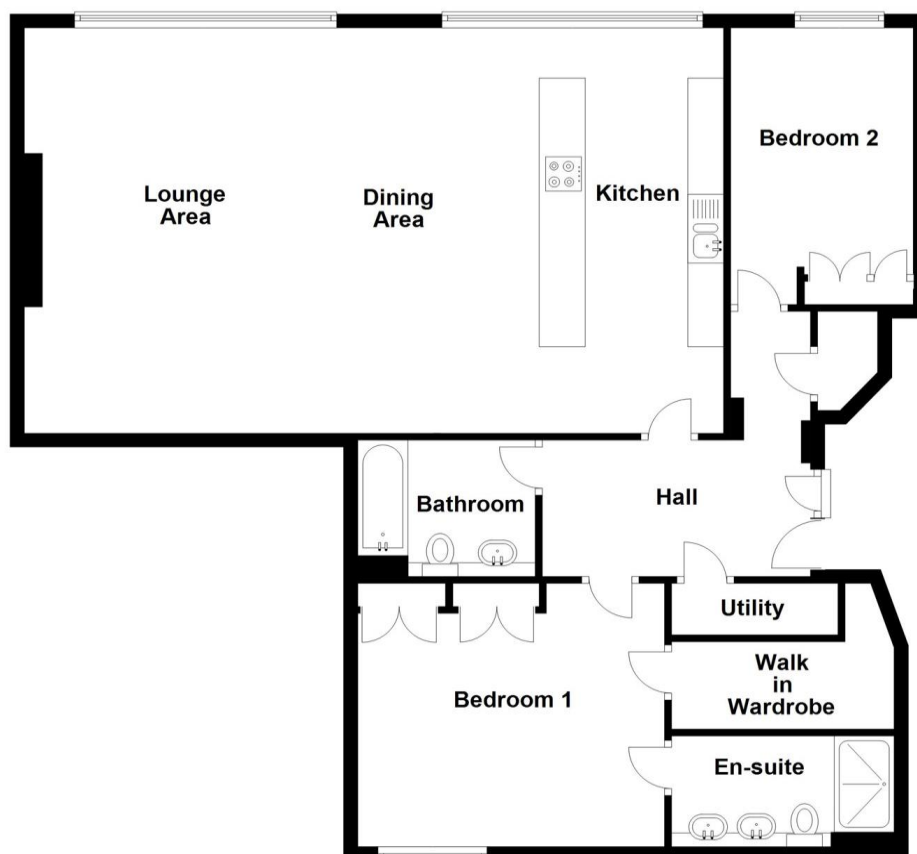 Bedroom 2
Lounge
Area
Dining
Area
Kitchen
Bathroom
Hall
Utility
Bedroom 1
Walk
in
Wardrobe
En-suite